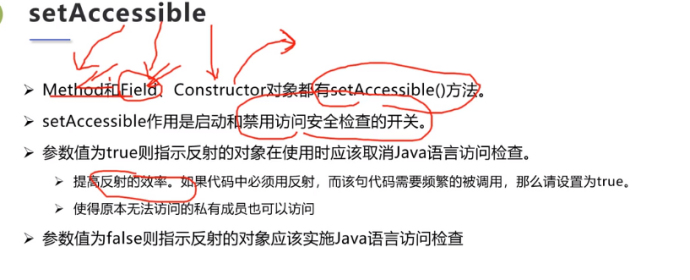 setAccessible
Method和Field、Constructor对象都有setAccessible()方法。
setAccessible作用是启动和禁用访问安全检查的开关。
参数值为true则指示反射的对象在使用时应该取消Java语言访问检查。
提高反射的效率。如果代码中必须用反射，而该句代码需要频繁的被调用，那么请设置为true。
使得原本无法访问的私有成员也可以访问
参数值为false则指示反射的对象应该实施Java语言访问检查